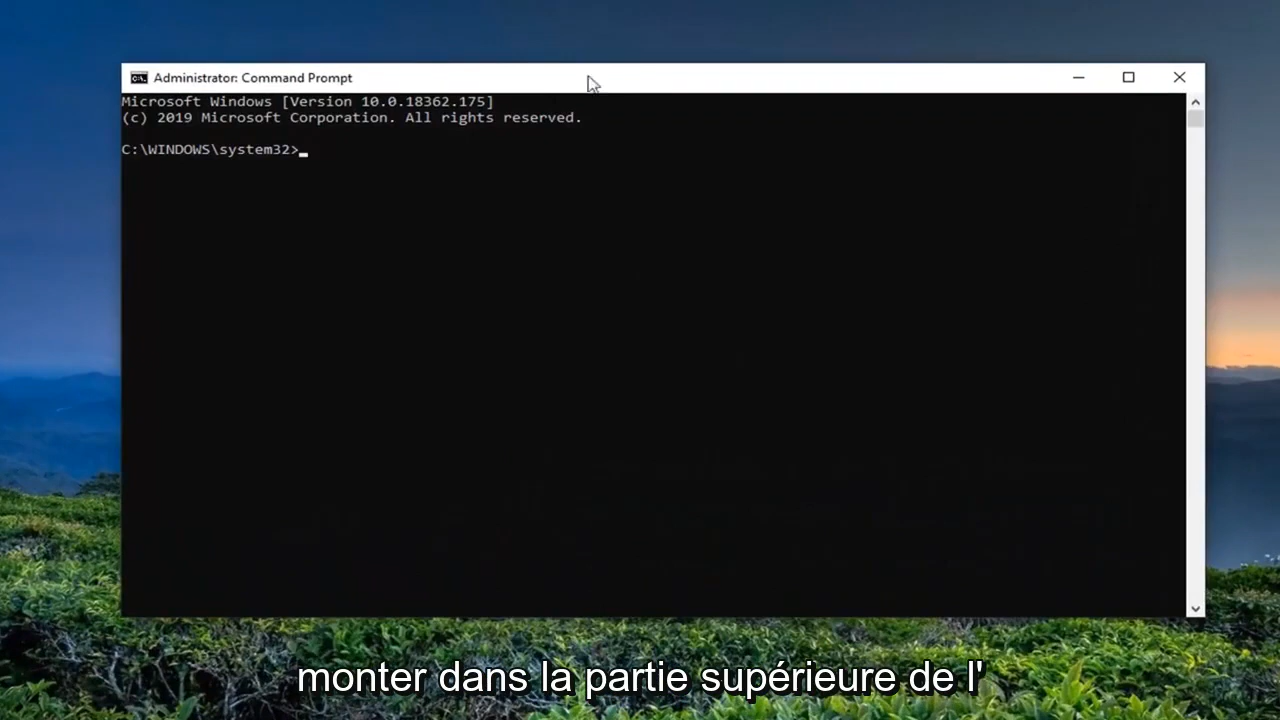 Administrator: Command Prompt
Microsoft Windows [Version 10.0.18362.175]
(c) 2019 Microsoft Corporation. All rights reserved.
C:\WINDOWS\system32>
monter dans la partie supérieure de l'